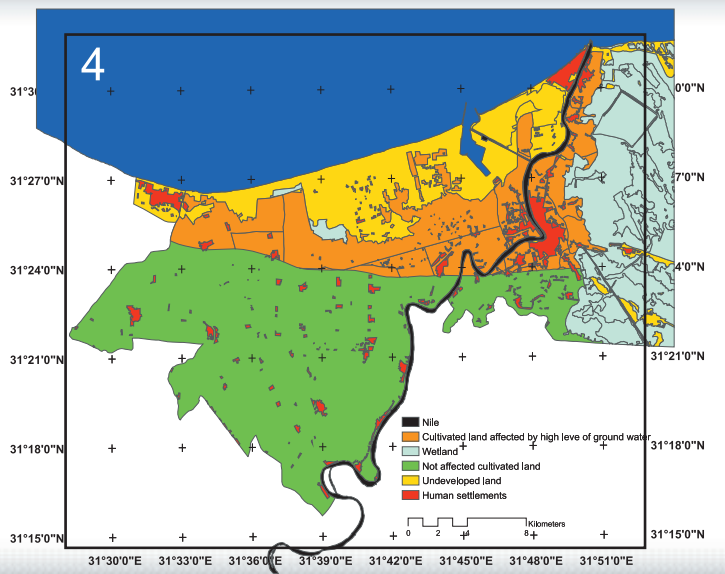 4
31°30
0'0"N
31°27'0"N
7'0"N
31°24'0"N
4'0"N
31°21'0"N
31°21'0"N
31°18'0"N
31°18'0"N
31°15'0"N
31°15'0"N
Nile
Cultivated land affected by high leve of ground water
Wetland
Not affected cultivated land
Undeveloped land
Human settlements
Kilometers
0 2 4 8
31°30'0"E 31°33'0"E 31°36'0"E 31°39'0"E 31°42'0"E 31°45'0"E 31°48'0"E 31°51'0"E